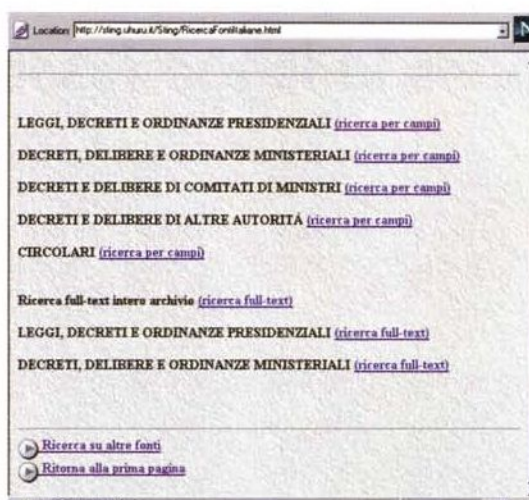 Location: http://sting.uhuru.it/Sting/RicercaFontiItaliane.html
N
LEGGI, DECRETI E ORDINANZE PRESIDENZIALI (ricerca per campi)
DECRETI, DELIBERE E ORDINANZE MINISTERIALI (ricerca per campi)
DECRETI E DELIBERE DI COMITATI DI MINISTRI (ricerca per campi)
DECRETI E DELIBERE DI ALTRE AUTORITÁ (ricerca per campi)
CIRCOLARI (ricerca per campi)
Ricerca full-text intero archivio (ricerca full-text)
LEGGI, DECRETI E ORDINANZE PRESIDENZIALI (ricerca full-text)
DECRETI, DELIBERE E ORDINANZE MINISTERIALI (ricerca full-text)
Ricerca su altre fonti
Ritorna alla prima pagina